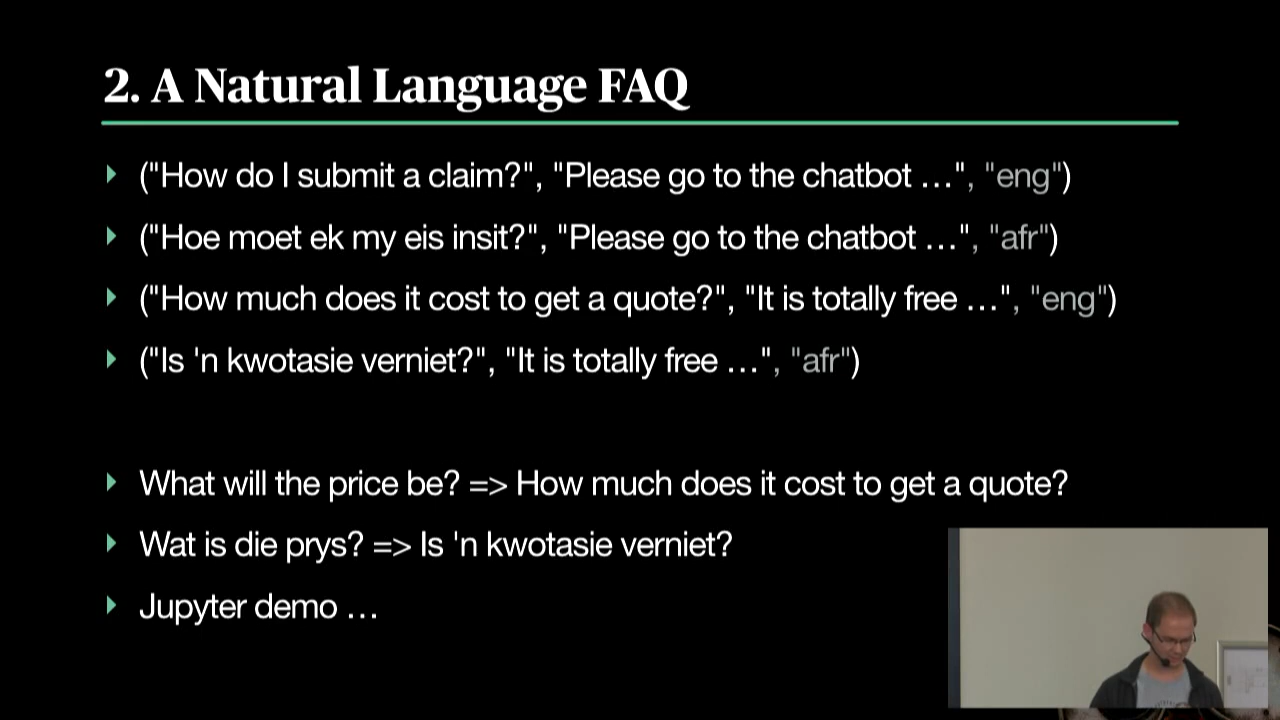 2. A Natural Language FAQ
("How do I submit a claim?", "Please go to the chatbot …", "eng")
("Hoe moet ek my eis insit?", "Please go to the chatbot …", "afr")
("How much does it cost to get a quote?", "It is totally free …", "eng")
("Is 'n kwotasie verniet?", "It is totally free …", "afr")
What will the price be? => How much does it cost to get a quote?
Wat is die prys? => Is 'n kwotasie verniet?
Jupyter demo …